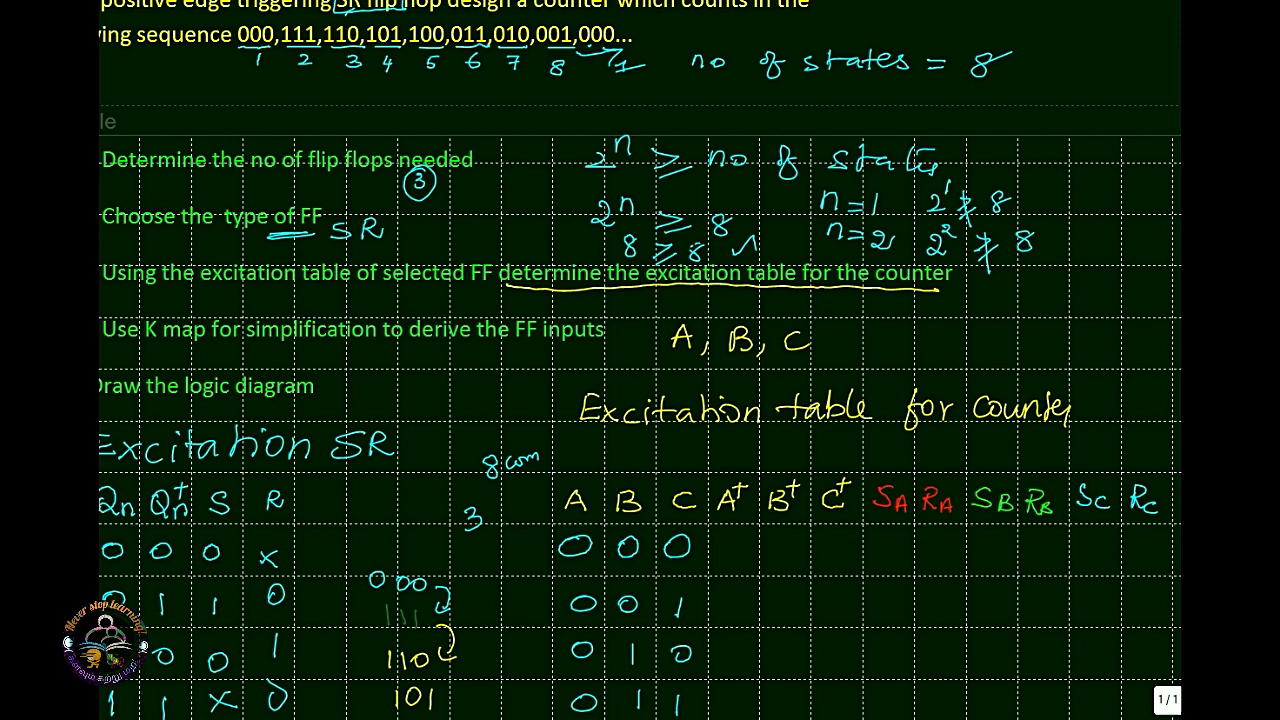 positive edge triggering SR flip flop design a counter which counts in the
ving sequence 000,111,110,101,100,011,010,001,000...
1 2 3 4 5 6 7 8 1 no of states = 8
le
Determine the no of flip flops needed
3
2^n ≥ no of states
Choose the type of FF SR
2^n ≥ 8
8 ≥ 8 ✓
n=1 2^1 ≱ 8
n=2 2^2 ≱ 8
Using the excitation table of selected FF determine the excitation table for the counter
Use K map for simplification to derive the FF inputs
A, B, C
Draw the logic diagram
Excitation table for counter
Excitation SR
8 com
3
Qn Qn+ S R
0 0 0 x
0 1 1 0
0 0 1
1 1 x 0
000
111
110
101
A B C A+ B+ C+ SA RA SB RB SC RC
0 0 0
0 0 1
0 1 0
0 1 1
Never stop learning!
1/1